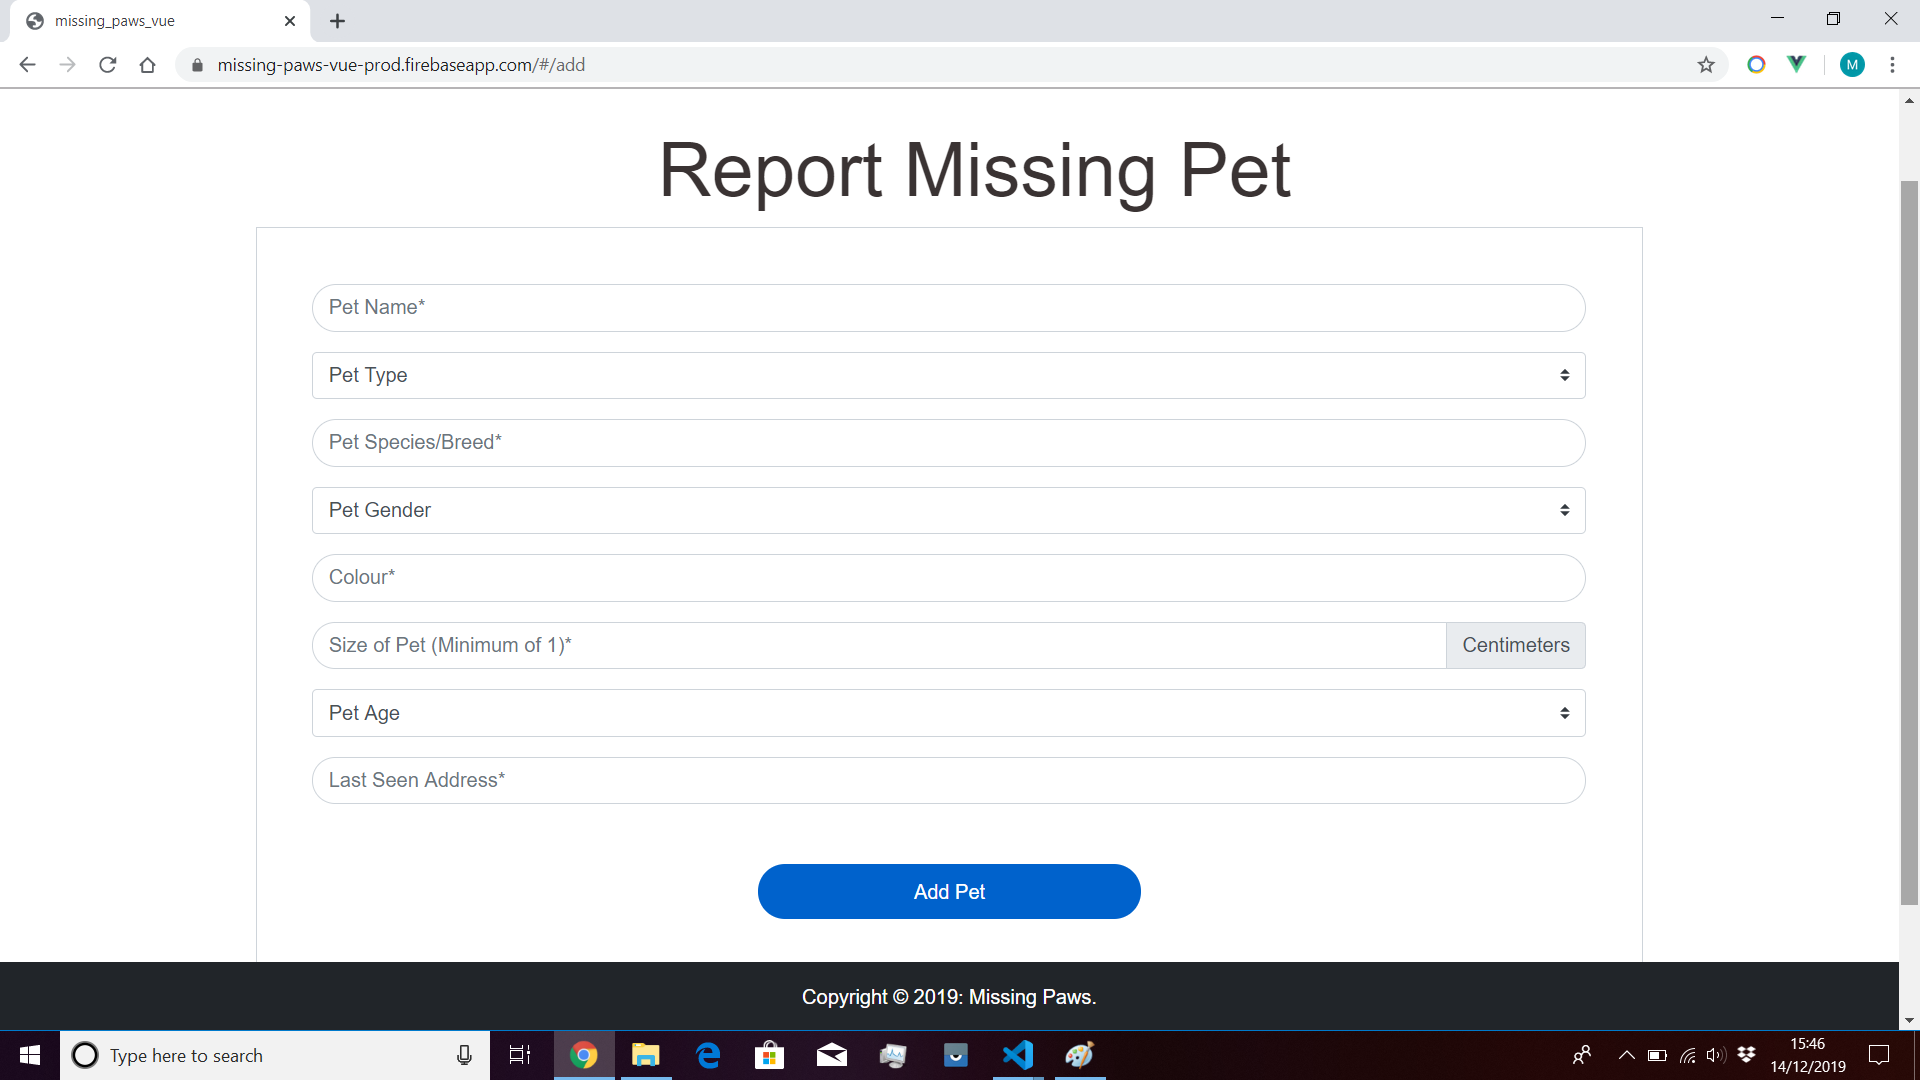 missing_paws_vue
missing-paws-vue-prod.firebaseapp.com/#/add
M
Report Missing Pet
Pet Name*
Pet Type
Pet Species/Breed*
Pet Gender
Colour*
Size of Pet (Minimum of 1)*
Centimeters
Pet Age
Last Seen Address*
Add Pet
Copyright © 2019: Missing Paws.
Type here to search
15:46
14/12/2019